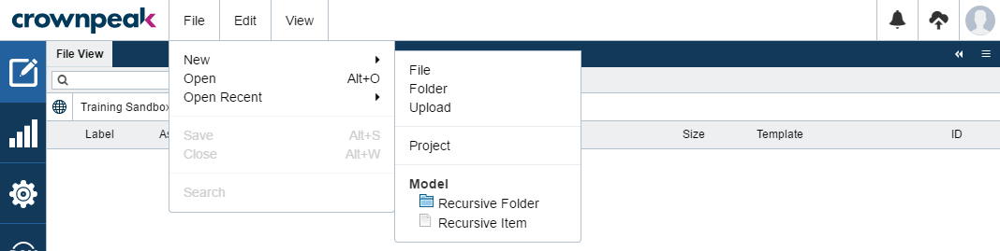 crownpeak File Edit View
File View
New
Open Alt+O
Open Recent
Save Alt+S
Close Alt+W
Search
File
Folder
Upload
Project
Model
Recursive Folder
Recursive Item
Training Sandbox
Label Size Template ID